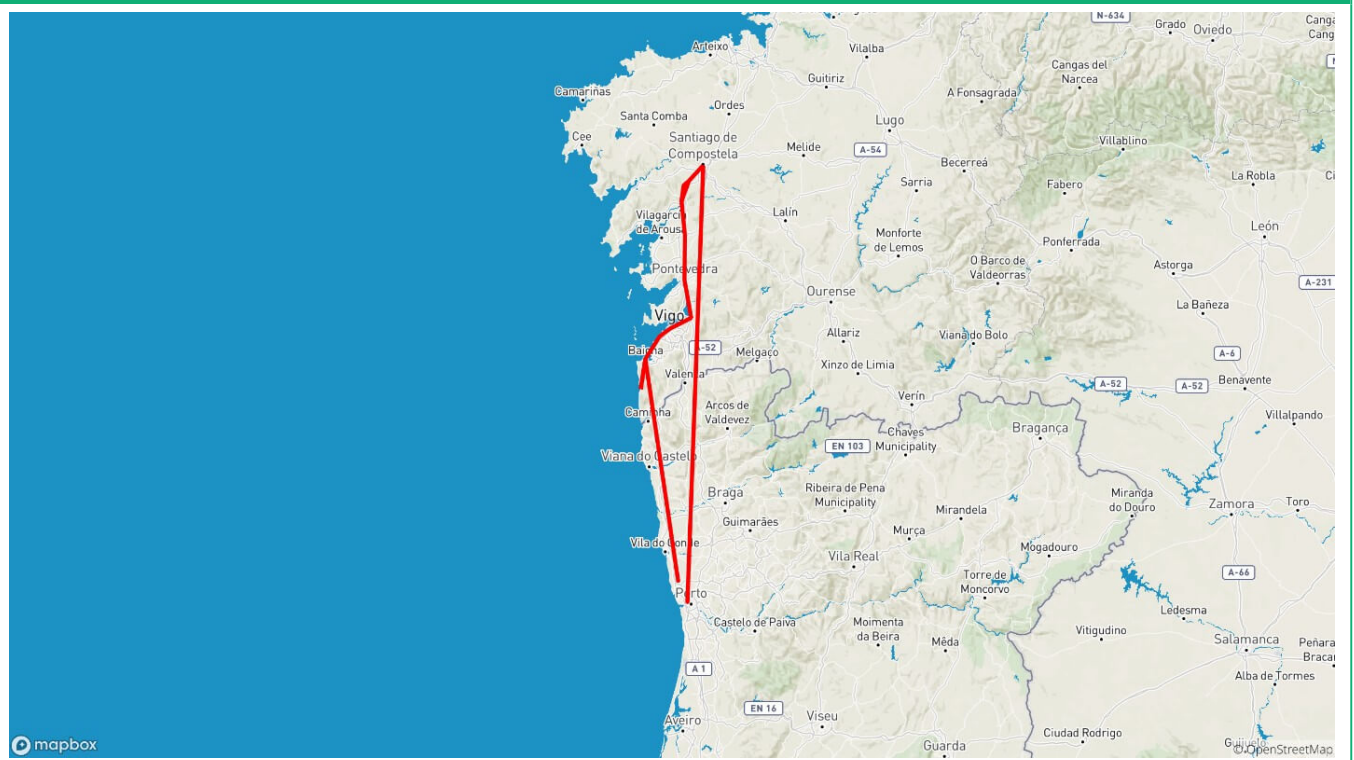 N-634
Grado
Oviedo
Arteixo
Vilalba
Cangas del
Narcea
Guitiriz
A Fonsagrada
Camariñas
Ordes
Santa Comba
Lugo
Cee
Santiago de
Compostela
Melide
A-54
Villablino
Becerreá
La Robla
Sarria
Fabero
Lalín
Vilagarcía
de Arousa
Monforte
de Lemos
León
Ponferrada
O Barco de
Valdeorras
Pontevedra
Astorga
A-231
Ourense
La Bañeza
Vigo
Allariz
Viana do Bolo
Baiona
A-52
Melgaço
A-6
Xinzo de Limia
Valença
Benavente
A-52
A-52
Verín
Caminha
Arcos de
Valdevez
Villalpando
Bragança
Chaves
Municipality
EN 103
Viana do Castelo
Braga
Ribeira de Pena
Municipality
Miranda
do Douro
Zamora
Toro
Mirandela
Guimarães
Murça
Vila do Conde
Mogadouro
Vila Real
A-66
Torre de
Moncorvo
Porto
Ledesma
Castelo de Paiva
Moimenta
da Beira
Vitigudino
Mêda
Salamanca
A 1
Alba de Tormes
EN 16
Viseu
Aveiro
Ciudad Rodrigo
Guarda
mapbox
© OpenStreetMap